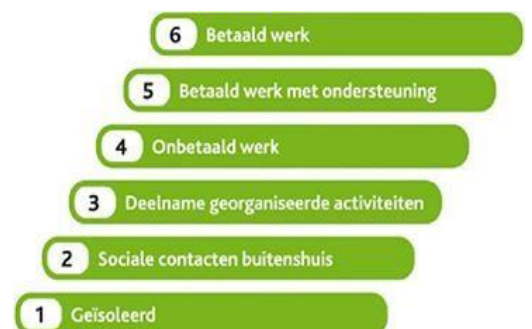 6 Betaald werk
5 Betaald werk met ondersteuning
4 Onbetaald werk
3 Deelname georganiseerde activiteiten
2 Sociale contacten buitenshuis
1 Geïsoleerd